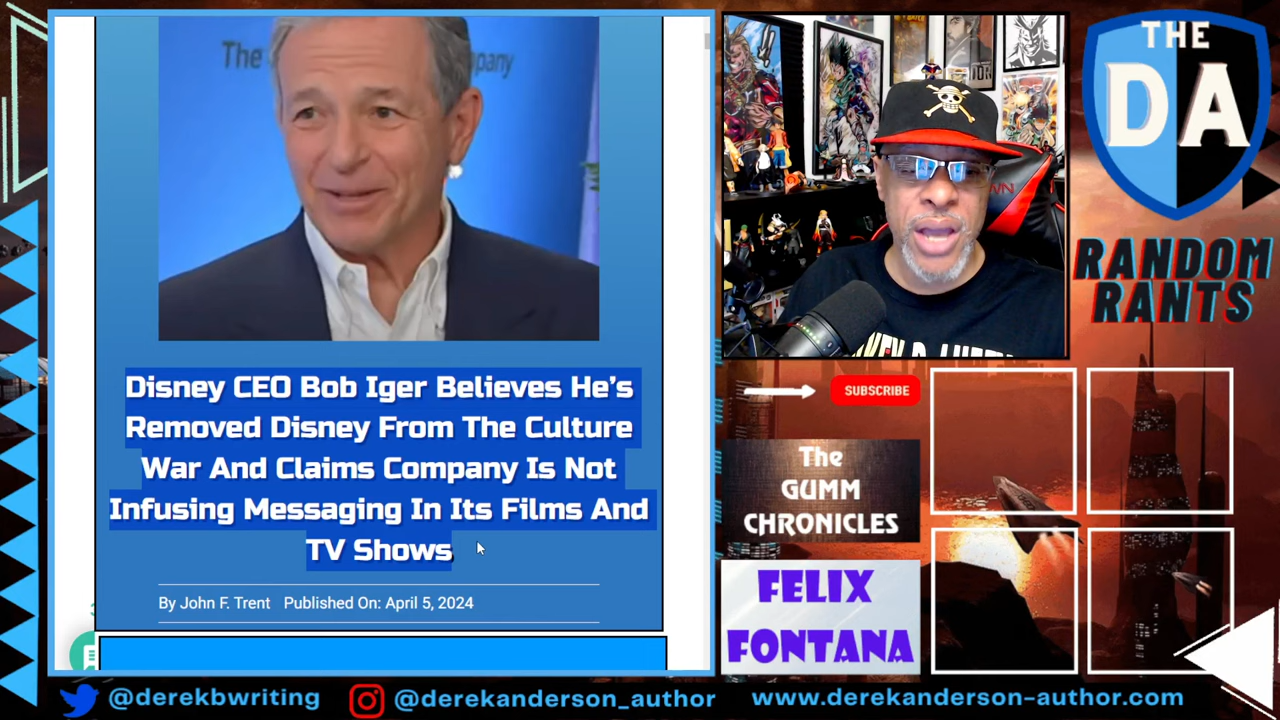 The
pany
Disney CEO Bob Iger Believes He's
Removed Disney From The Culture
War And Claims Company Is Not
Infusing Messaging In Its Films And
TV Shows
By John F. Trent Published On: April 5, 2024
THE
DA
RANDOM
RANTS
SUBSCRIBE
The
GUMM
CHRONICLES
FELIX
FONTANA
@derekbwriting
@derekanderson_author
www.derekanderson-author.com